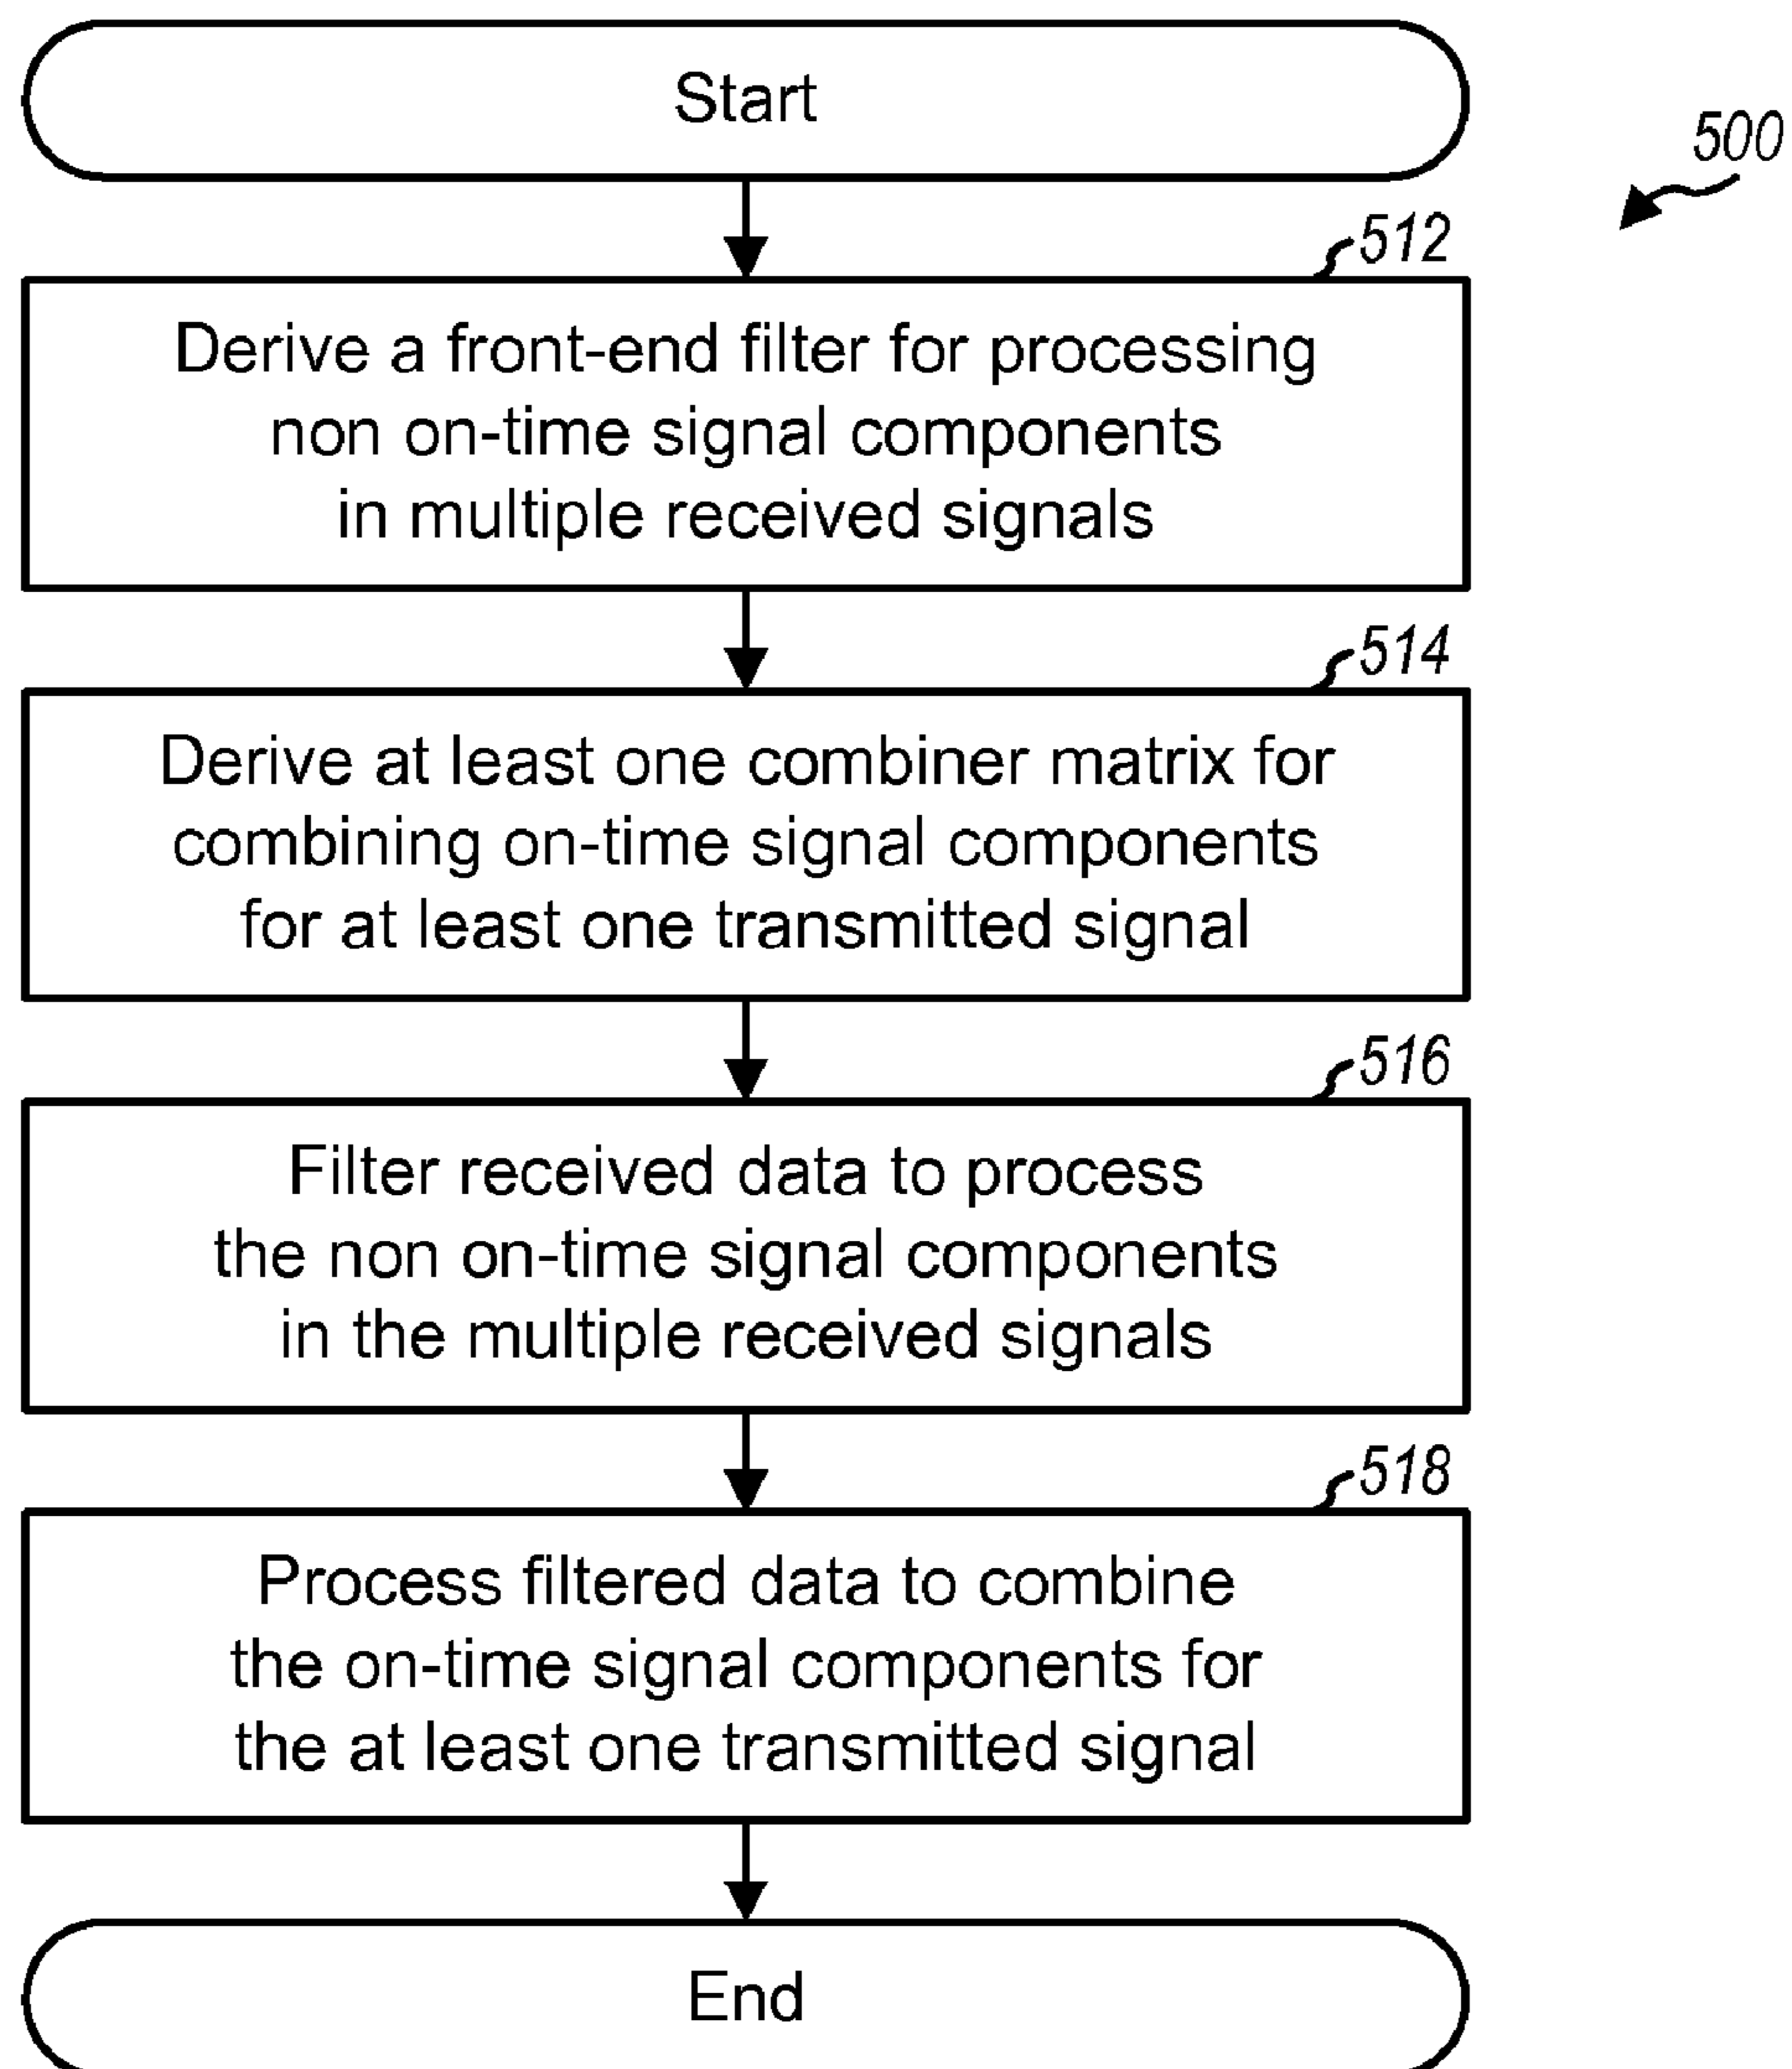 Start
500
512
Derive a front-end filter for processing
non on-time signal components
in multiple received signals
514
Derive at least one combiner matrix for
combining on-time signal components
for at least one transmitted signal
516
Filter received data to process
the non on-time signal components
in the multiple received signals
518
Process filtered data to combine
the on-time signal components for
the at least one transmitted signal
End